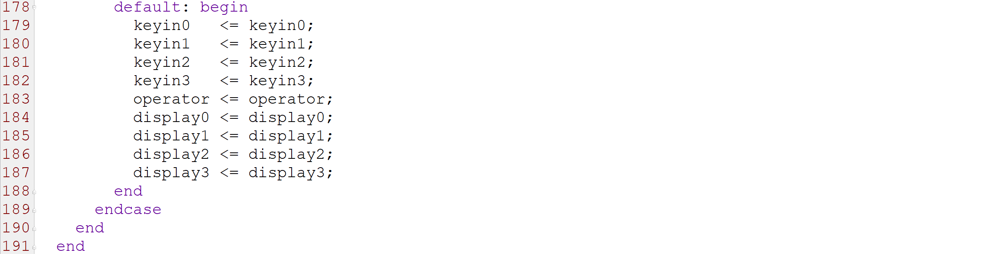 178 default: begin
179 keyin0 <= keyin0;
180 keyin1 <= keyin1;
181 keyin2 <= keyin2;
182 keyin3 <= keyin3;
183 operator <= operator;
184 display0 <= display0;
185 display1 <= display1;
186 display2 <= display2;
187 display3 <= display3;
188 end
189 endcase
190 end
191 end